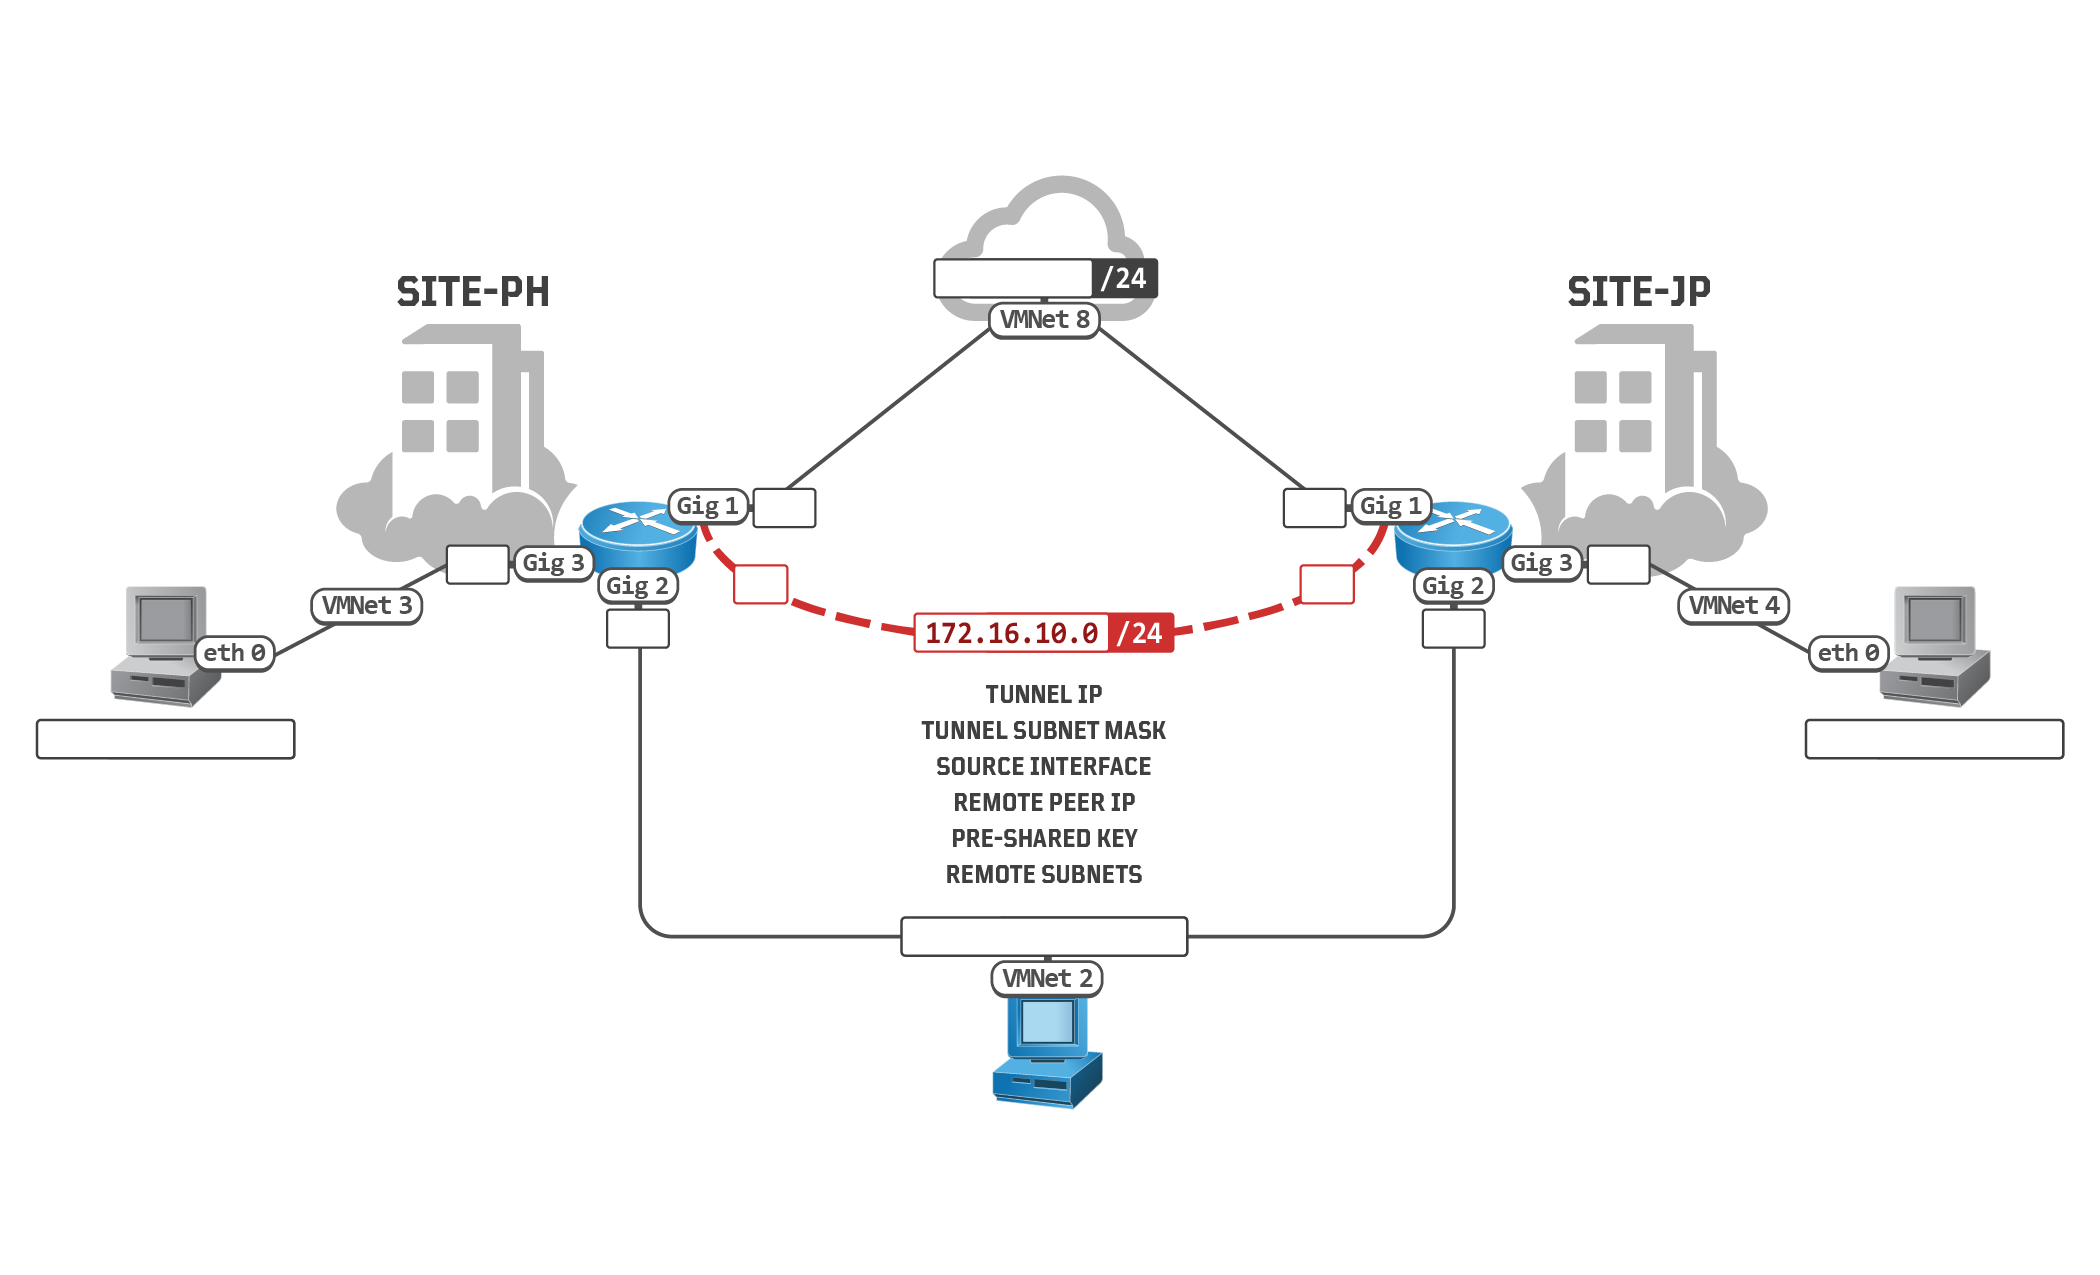 /24
VMNet 8
SITE-PH
SITE-JP
Gig 1
Gig 1
Gig 3
Gig 2
Gig 2
Gig 3
VMNet 3
VMNet 4
eth 0
eth 0
172.16.10.0 /24
TUNNEL IP
TUNNEL SUBNET MASK
SOURCE INTERFACE
REMOTE PEER IP
PRE-SHARED KEY
REMOTE SUBNETS
VMNet 2